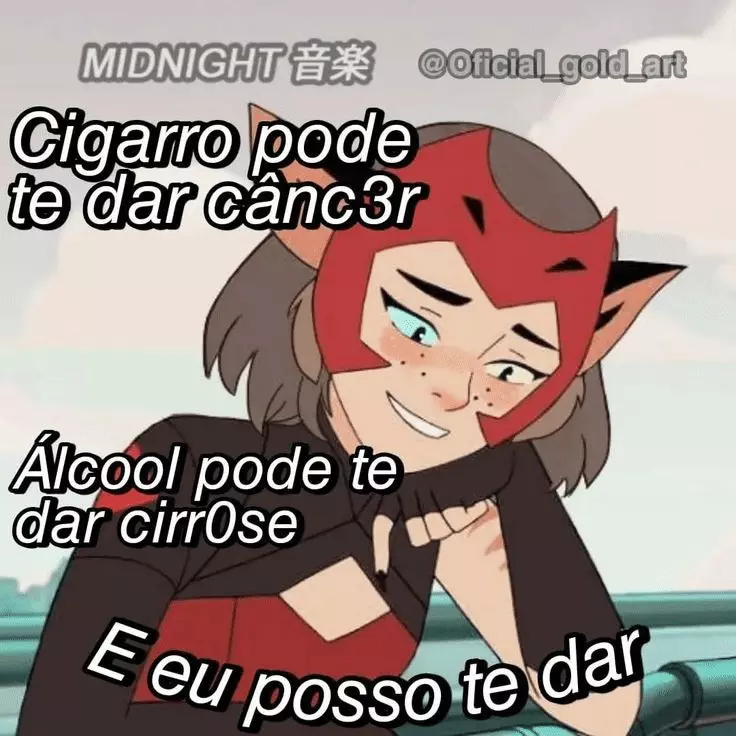 MIDNIGHT 音楽 @Oficial_gold_art
Cigarro pode
te dar cânc3r
Álcool pode te
dar cirr0se
E eu posso te dar